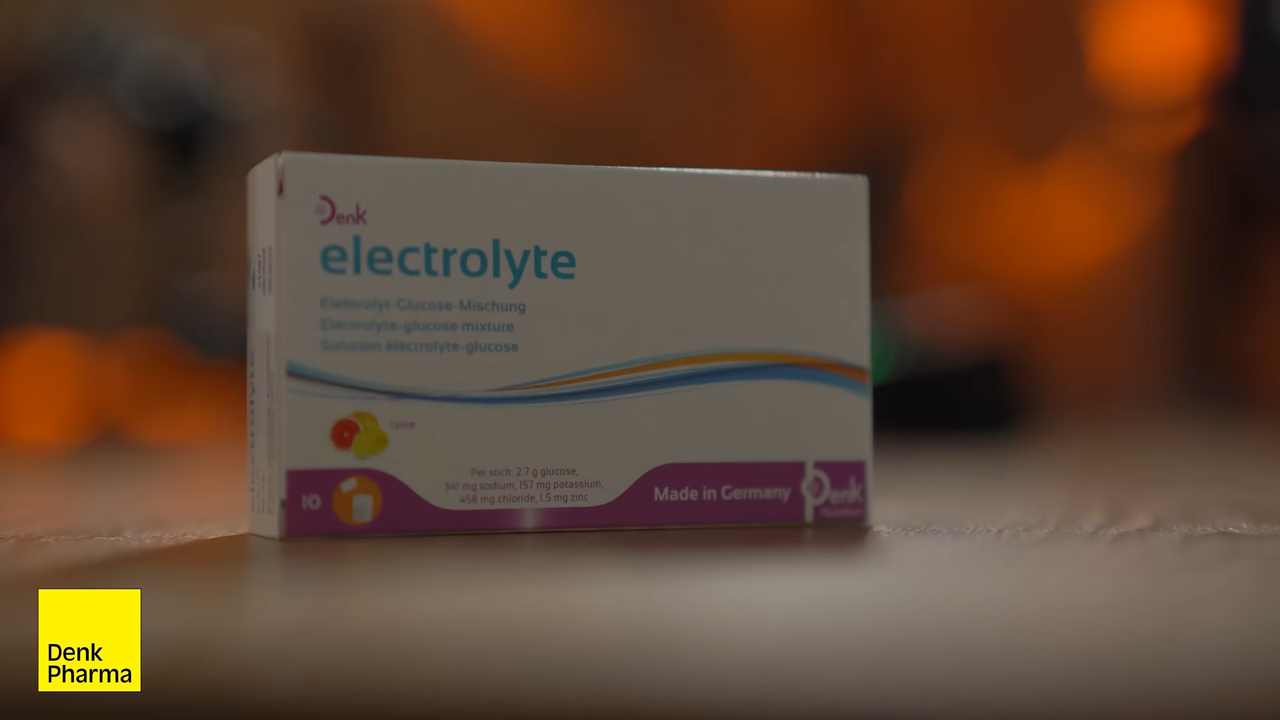 Denk
electrolyte
Elektrolyt-Glucose-Mischung
Electrolyte-glucose mixture
Solution électrolyte-glucose
Per stick: 2.7 g glucose,
341 mg sodium, 157 mg potassium,
458 mg chloride, 1.5 mg zinc
10
Made in Germany
Denk
Denk
Pharma